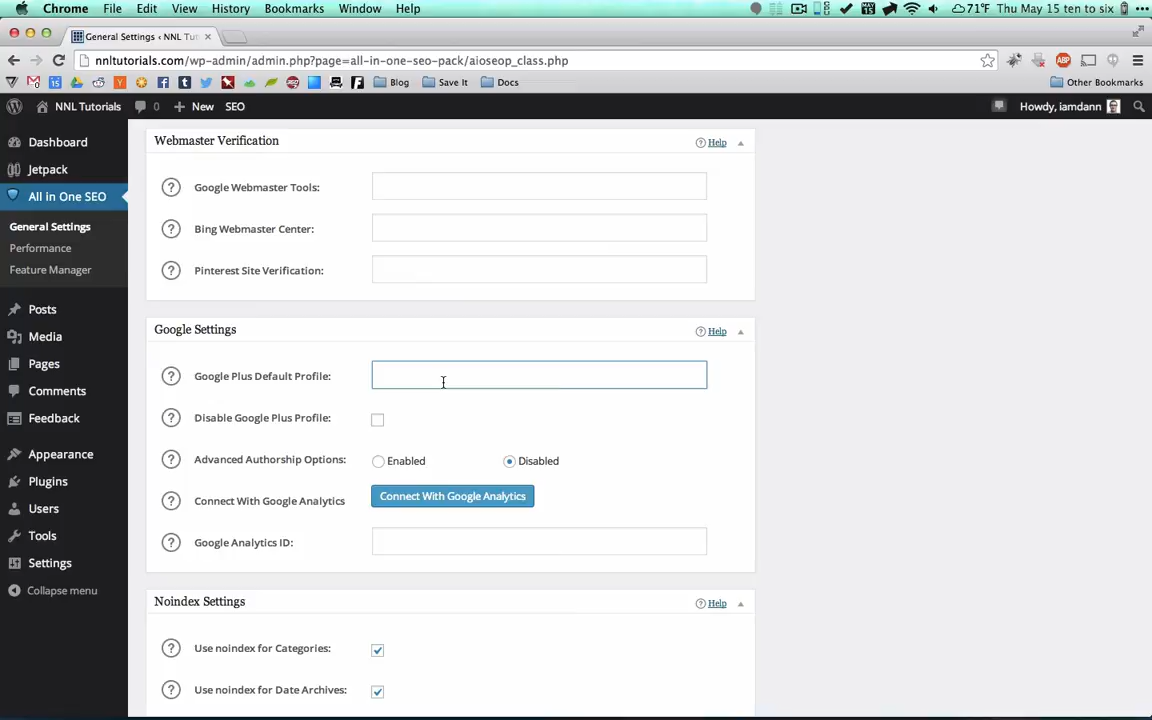 Chrome File Edit View History Bookmarks Window Help MAY 15 71°F Thu May 15 ten to six
General Settings ‹ NNL Tut ×
nnltutorials.com/wp-admin/admin.php?page=all-in-one-seo-pack/aioseop_class.php ABP
15 Blog Save It Docs Other Bookmarks
NNL Tutorials 0 + New SEO Howdy, iamdann
Dashboard
Jetpack
All in One SEO
General Settings
Performance
Feature Manager
Posts
Media
Pages
Comments
Feedback
Appearance
Plugins
Users
Tools
Settings
Collapse menu
Webmaster Verification ? Help
? Google Webmaster Tools:
? Bing Webmaster Center:
? Pinterest Site Verification:
Google Settings ? Help
? Google Plus Default Profile:
? Disable Google Plus Profile:
? Advanced Authorship Options: Enabled Disabled
? Connect With Google Analytics Connect With Google Analytics
? Google Analytics ID:
Noindex Settings ? Help
? Use noindex for Categories:
? Use noindex for Date Archives: